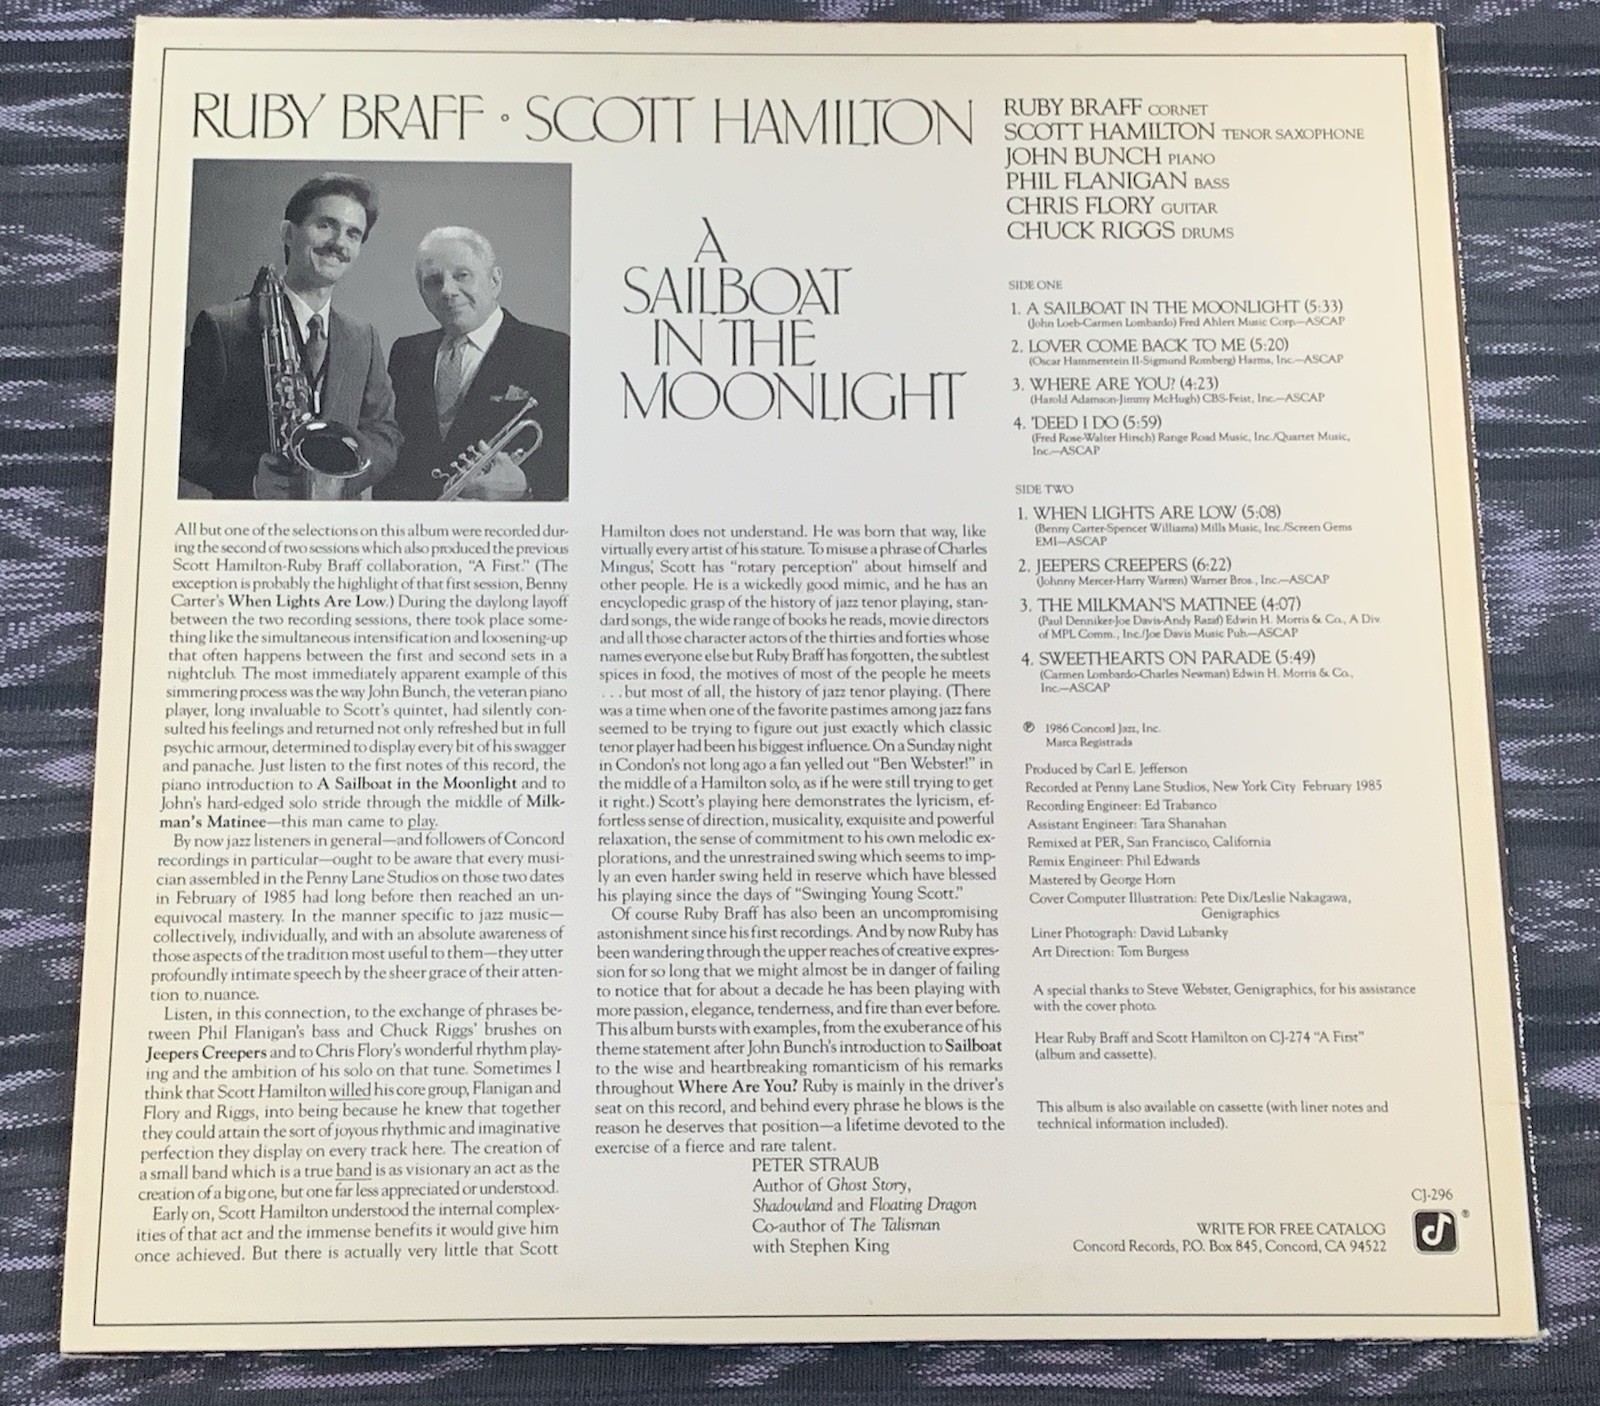 RUBY BRAFF • SCOTT HAMILTON
A
SAILBOAT
IN THE
MOONLIGHT
All but one of the selections on this album were recorded dur-
ing the second of two sessions which also produced the previous
Scott Hamilton-Ruby Braff collaboration, "A First." (The
exception is probably the highlight of that first session, Benny
Carter's When Lights Are Low.) During the daylong layoff
between the two recording sessions, there took place some-
thing like the simultaneous intensification and loosening-up
that often happens between the first and second sets in a
nightclub. The most immediately apparent example of this
simmering process was the way John Bunch, the veteran piano
player, long invaluable to Scott's quintet, had silently con-
sulted his feelings and returned not only refreshed but in full
psychic armour, determined to display every bit of his swagger
and panache. Just listen to the first notes of this record, the
piano introduction to A Sailboat in the Moonlight and to
John's hard-edged solo stride through the middle of Milk-
man's Matinee—this man came to play.
By now jazz listeners in general—and followers of Concord
recordings in particular—ought to be aware that every musi-
cian assembled in the Penny Lane Studios on those two dates
in February of 1985 had long before then reached an un-
equivocal mastery. In the manner specific to jazz music—
collectively, individually, and with an absolute awareness of
those aspects of the tradition most useful to them—they utter
profoundly intimate speech by the sheer grace of their atten-
tion to nuance.
Listen, in this connection, to the exchange of phrases be-
tween Phil Flanigan's bass and Chuck Riggs' brushes on
Jeepers Creepers and to Chris Flory's wonderful rhythm play-
ing and the ambition of his solo on that tune. Sometimes I
think that Scott Hamilton willed his core group, Flanigan and
Flory and Riggs, into being because he knew that together
they could attain the sort of joyous rhythmic and imaginative
perfection they display on every track here. The creation of
a small band which is a true band is as visionary an act as the
creation of a big one, but one far less appreciated or understood.
Early on, Scott Hamilton understood the internal complex-
ities of that act and the immense benefits it would give him
once achieved. But there is actually very little that Scott
Hamilton does not understand. He was born that way, like
virtually every artist of his stature. To misuse a phrase of Charles
Mingus', Scott has "rotary perception" about himself and
other people. He is a wickedly good mimic, and he has an
encyclopedic grasp of the history of jazz tenor playing, stan-
dard songs, the wide range of books he reads, movie directors
and all those character actors of the thirties and forties whose
names everyone else but Ruby Braff has forgotten, the subtlest
spices in food, the motives of most of the people he meets
. . . but most of all, the history of jazz tenor playing. (There
was a time when one of the favorite pastimes among jazz fans
seemed to be trying to figure out just exactly which classic
tenor player had been his biggest influence. On a Sunday night
in Condon's not long ago a fan yelled out "Ben Webster!" in
the middle of a Hamilton solo, as if he were still trying to get
it right.) Scott's playing here demonstrates the lyricism, ef-
fortless sense of direction, musicality, exquisite and powerful
relaxation, the sense of commitment to his own melodic ex-
plorations, and the unrestrained swing which seems to imp-
ly an even harder swing held in reserve which have blessed
his playing since the days of "Swinging Young Scott."
Of course Ruby Braff has also been an uncompromising
astonishment since his first recordings. And by now Ruby has
been wandering through the upper reaches of creative expres-
sion for so long that we might almost be in danger of failing
to notice that for about a decade he has been playing with
more passion, elegance, tenderness, and fire than ever before.
This album bursts with examples, from the exuberance of his
theme statement after John Bunch's introduction to Sailboat
to the wise and heartbreaking romanticism of his remarks
throughout Where Are You? Ruby is mainly in the driver's
seat on this record, and behind every phrase he blows is the
reason he deserves that position—a lifetime devoted to the
exercise of a fierce and rare talent.
PETER STRAUB
Author of Ghost Story,
Shadowland and Floating Dragon
Co-author of The Talisman
with Stephen King
RUBY BRAFF CORNET
SCOTT HAMILTON TENOR SAXOPHONE
JOHN BUNCH PIANO
PHIL FLANIGAN BASS
CHRIS FLORY GUITAR
CHUCK RIGGS DRUMS
SIDE ONE
1. A SAILBOAT IN THE MOONLIGHT (5:33)
(John Loeb-Carmen Lombardo) Fred Ahlert Music Corp.—ASCAP
2. LOVER COME BACK TO ME (5:20)
(Oscar Hammerstein II-Sigmund Romberg) Harms, Inc.—ASCAP
3. WHERE ARE YOU? (4:23)
(Harold Adamson-Jimmy McHugh) CBS-Feist, Inc.—ASCAP
4. 'DEED I DO (5:59)
(Fred Rose-Walter Hirsch) Range Road Music, Inc./Quartet Music,
Inc.—ASCAP
SIDE TWO
1. WHEN LIGHTS ARE LOW (5:08)
(Benny Carter-Spencer Williams) Mills Music, Inc./Screen Gems
EMI—ASCAP
2. JEEPERS CREEPERS (6:22)
(Johnny Mercer-Harry Warren) Warner Bros., Inc.—ASCAP
3. THE MILKMAN'S MATINEE (4:07)
(Paul Denniker-Joe Davis-Andy Razaf) Edwin H. Morris & Co., A Div.
of MPL Comm., Inc./Joe Davis Music Pub.—ASCAP
4. SWEETHEARTS ON PARADE (5:49)
(Carmen Lombardo-Charles Newman) Edwin H. Morris & Co.,
Inc.—ASCAP
℗ 1986 Concord Jazz, Inc.
Marca Registrada
Produced by Carl E. Jefferson
Recorded at Penny Lane Studios, New York City February 1985
Recording Engineer: Ed Trabanco
Assistant Engineer: Tara Shanahan
Remixed at PER, San Francisco, California
Remix Engineer: Phil Edwards
Mastered by George Horn
Cover Computer Illustration: Pete Dix/Leslie Nakagawa,
Genigraphics
Liner Photograph: David Lubarsky
Art Direction: Tom Burgess
A special thanks to Steve Webster, Genigraphics, for his assistance
with the cover photo.
Hear Ruby Braff and Scott Hamilton on CJ-274 "A First"
(album and cassette).
This album is also available on cassette (with liner notes and
technical information included).
CJ-296
®
WRITE FOR FREE CATALOG
Concord Records, P.O. Box 845, Concord, CA 94522